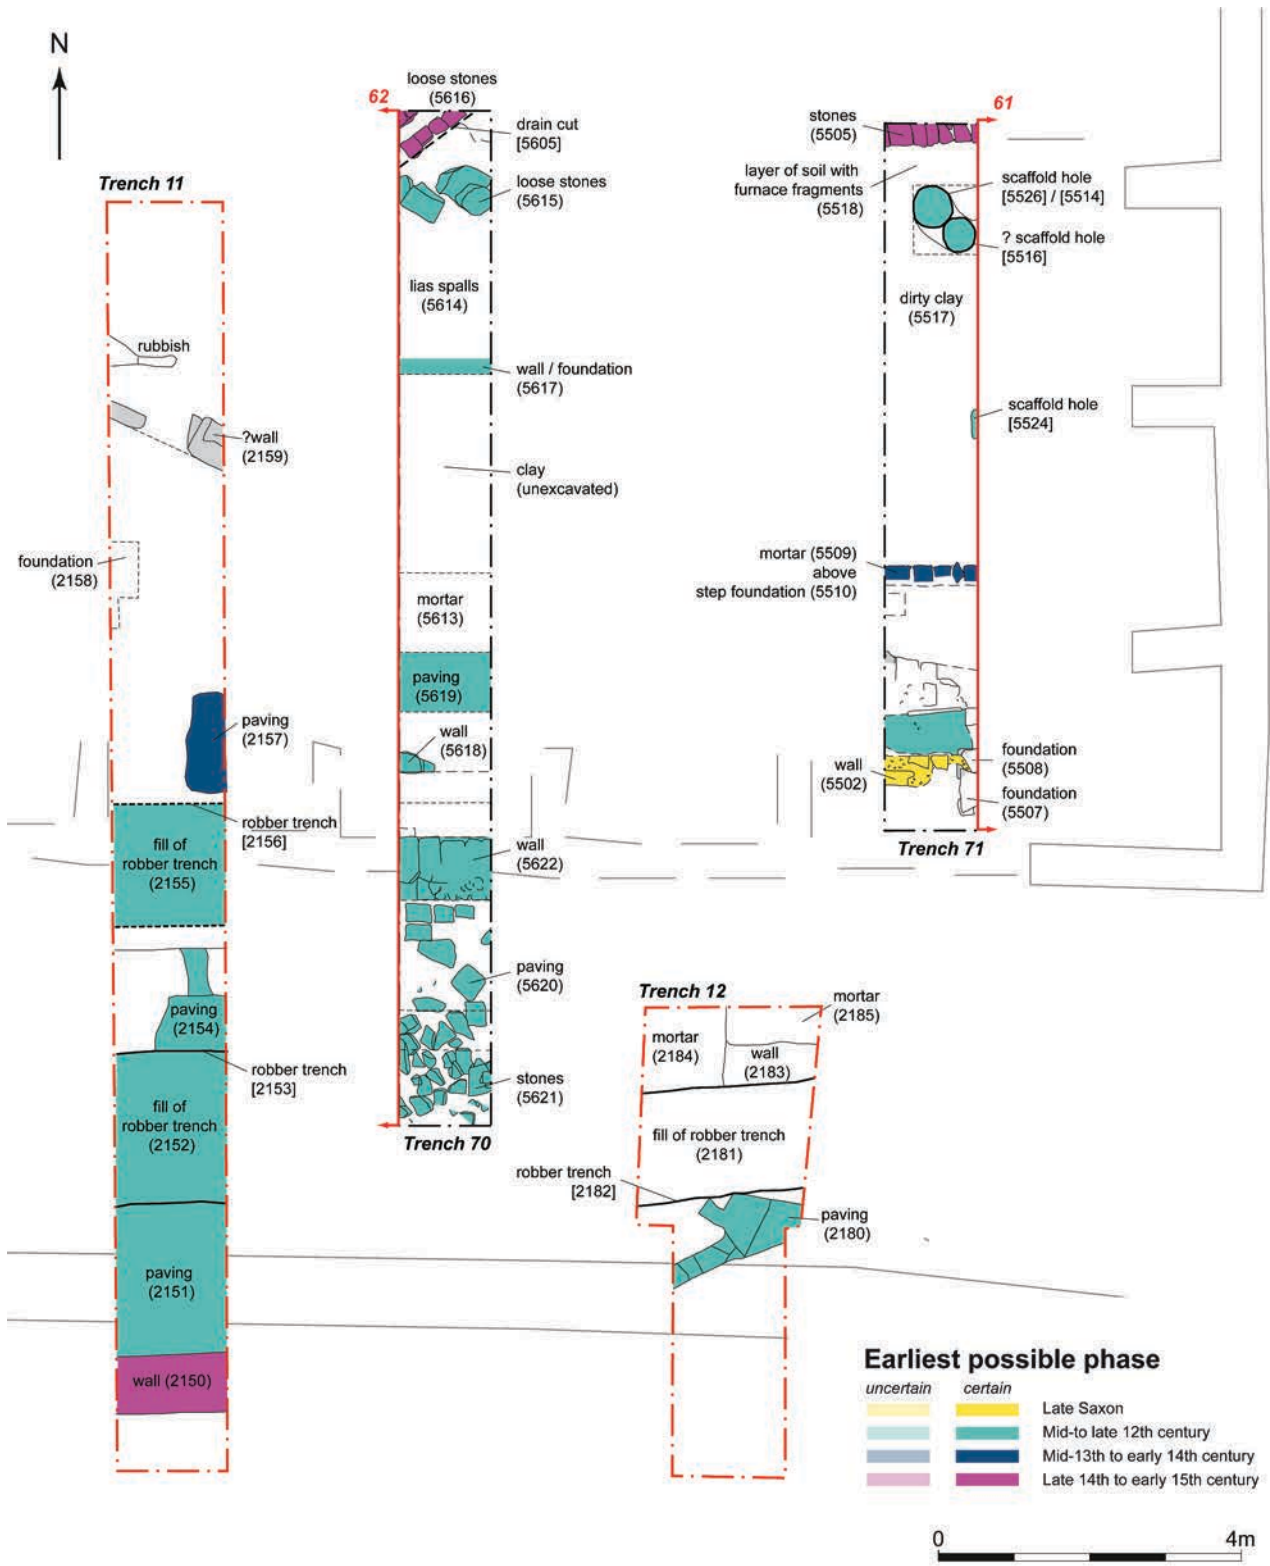 N
Trench 11
rubbish
?wall
(2159)
foundation
(2158)
paving
(2157)
robber trench
[2156]
fill of
robber trench
(2155)
paving
(2154)
robber trench
[2153]
fill of
robber trench
(2152)
paving
(2151)
wall (2150)
62
loose stones
(5616)
drain cut
[5605]
loose stones
(5615)
lias spalls
(5614)
wall / foundation
(5617)
clay
(unexcavated)
mortar
(5613)
paving
(5619)
wall
(5618)
wall
(5622)
paving
(5620)
stones
(5621)
Trench 70
61
stones
(5505)
layer of soil with
furnace fragments
(5518)
scaffold hole
[5526] / [5514]
? scaffold hole
[5516]
dirty clay
(5517)
scaffold hole
[5524]
mortar (5509)
above
step foundation (5510)
wall
(5502)
foundation
(5508)
foundation
(5507)
Trench 71
Trench 12
mortar
(2185)
mortar
(2184)
wall
(2183)
fill of robber trench
(2181)
robber trench
[2182]
paving
(2180)
Earliest possible phase
uncertain certain
Late Saxon
Mid-to late 12th century
Mid-13th to early 14th century
Late 14th to early 15th century
0 4m